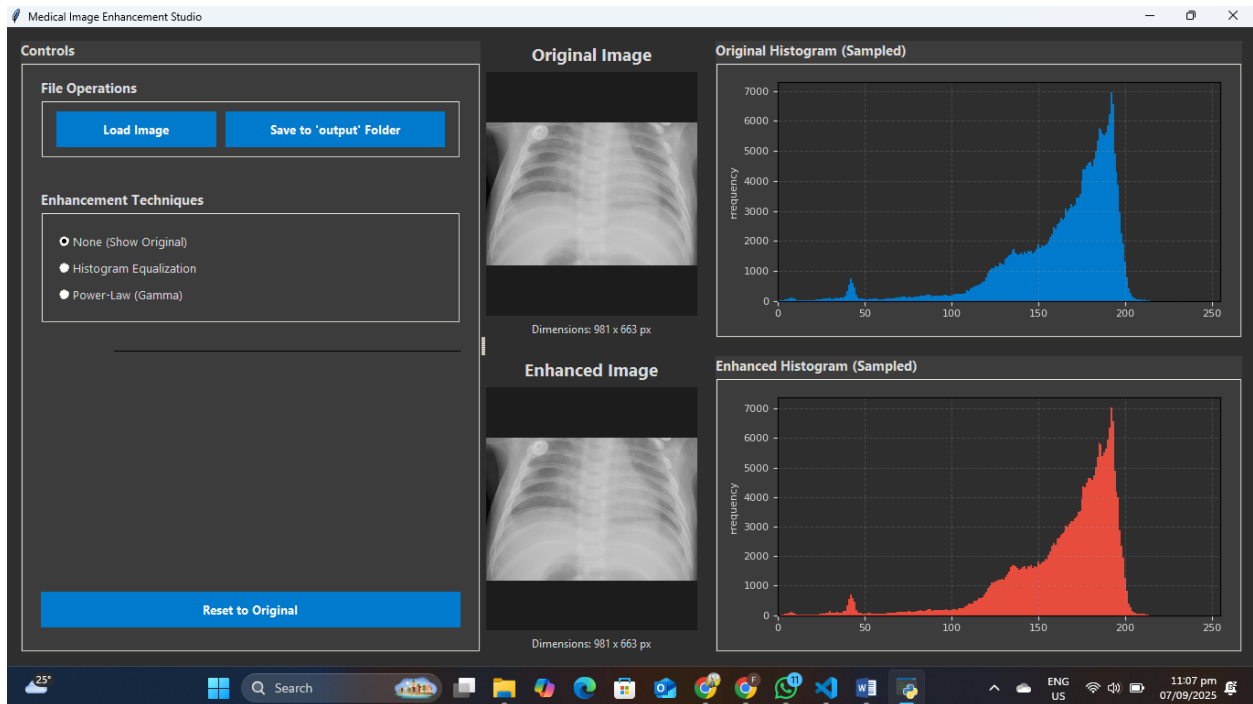 Medical Image Enhancement Studio
Controls
File Operations
Load Image
Save to 'output' Folder
Enhancement Techniques
None (Show Original)
Histogram Equalization
Power-Law (Gamma)
Reset to Original
Original Image
Dimensions: 981 x 663 px
Enhanced Image
Dimensions: 981 x 663 px
Original Histogram (Sampled)
7000
6000
5000
4000
3000
2000
1000
0
Frequency
0 50 100 150 200 250
Enhanced Histogram (Sampled)
7000
6000
5000
4000
3000
2000
1000
0
Frequency
0 50 100 150 200 250
25°
Search
11
ENG
US
11:07 pm
07/09/2025